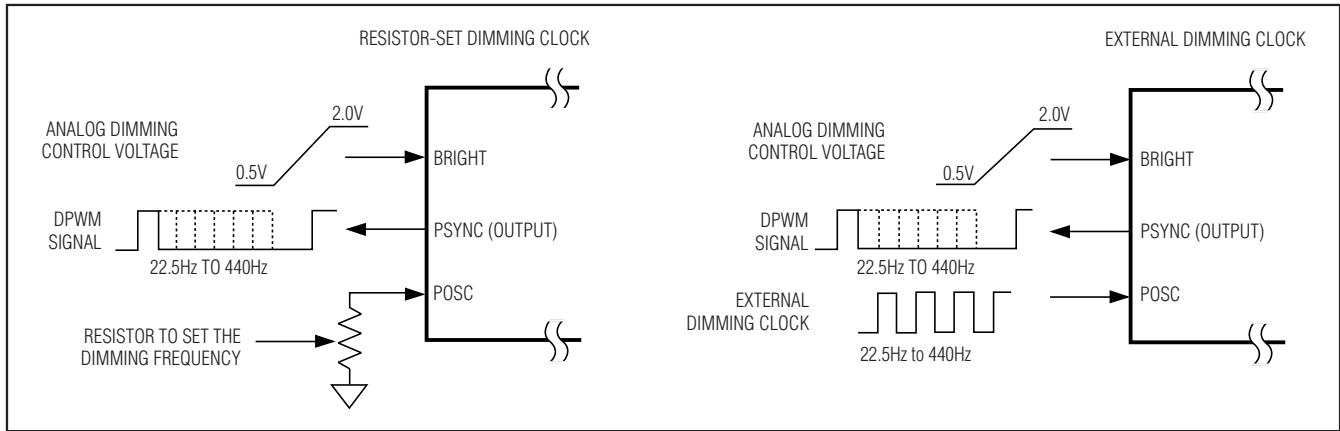 RESISTOR-SET DIMMING CLOCK
ANALOG DIMMING
CONTROL VOLTAGE
2.0V
0.5V
BRIGHT
DPWM
SIGNAL
PSYNC (OUTPUT)
22.5Hz TO 440Hz
POSC
RESISTOR TO SET THE
DIMMING FREQUENCY
EXTERNAL DIMMING CLOCK
ANALOG DIMMING
CONTROL VOLTAGE
2.0V
0.5V
BRIGHT
DPWM
SIGNAL
PSYNC (OUTPUT)
22.5Hz TO 440Hz
EXTERNAL
DIMMING CLOCK
POSC
22.5Hz to 440Hz